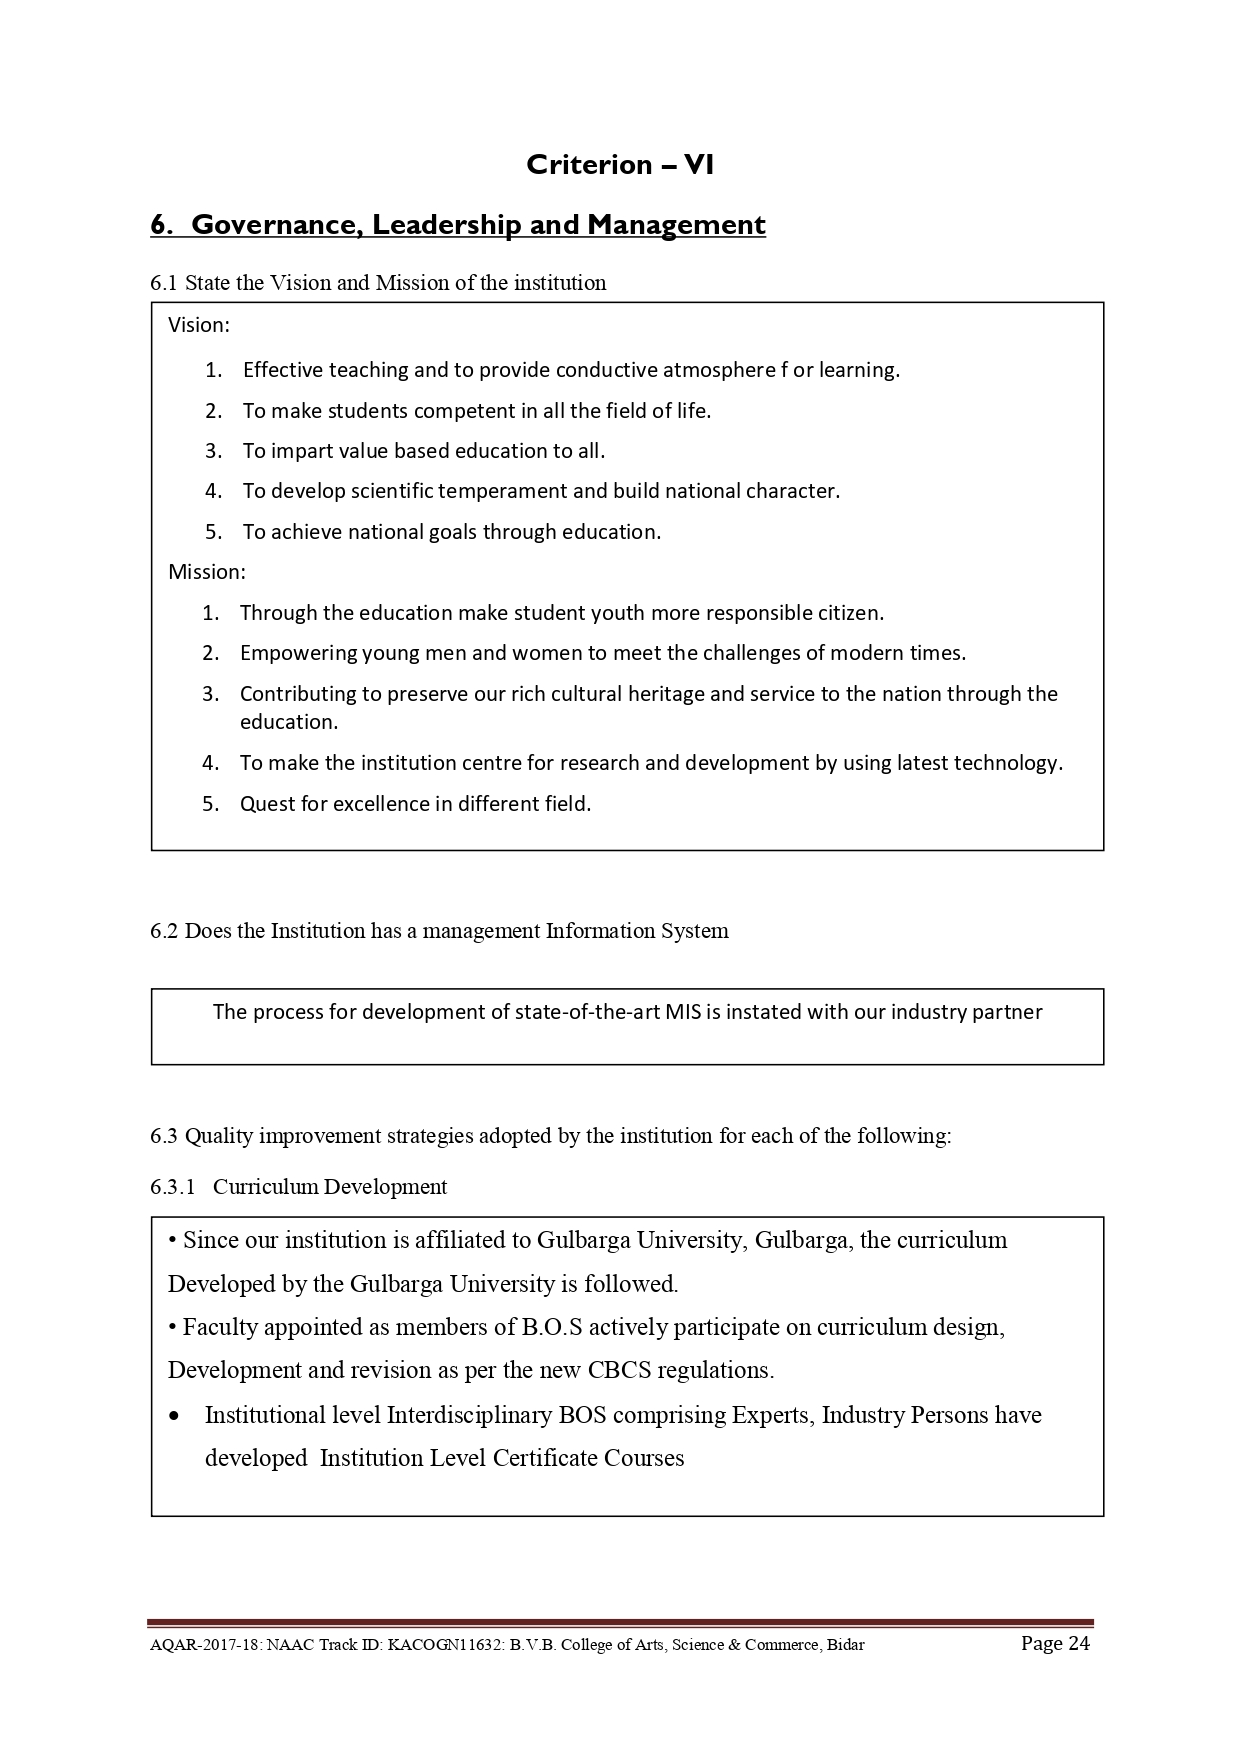 Criterion – VI
6. Governance, Leadership and Management
6.1 State the Vision and Mission of the institution
Vision:
1. Effective teaching and to provide conductive atmosphere f or learning.
2. To make students competent in all the field of life.
3. To impart value based education to all.
4. To develop scientific temperament and build national character.
5. To achieve national goals through education.
Mission:
1. Through the education make student youth more responsible citizen.
2. Empowering young men and women to meet the challenges of modern times.
3. Contributing to preserve our rich cultural heritage and service to the nation through the
education.
4. To make the institution centre for research and development by using latest technology.
5. Quest for excellence in different field.
6.2 Does the Institution has a management Information System
The process for development of state-of-the-art MIS is instated with our industry partner
6.3 Quality improvement strategies adopted by the institution for each of the following:
6.3.1 Curriculum Development
• Since our institution is affiliated to Gulbarga University, Gulbarga, the curriculum
Developed by the Gulbarga University is followed.
• Faculty appointed as members of B.O.S actively participate on curriculum design,
Development and revision as per the new CBCS regulations.
• Institutional level Interdisciplinary BOS comprising Experts, Industry Persons have
developed Institution Level Certificate Courses
AQAR-2017-18: NAAC Track ID: KACOGN11632: B.V.B. College of Arts, Science & Commerce, Bidar Page 24